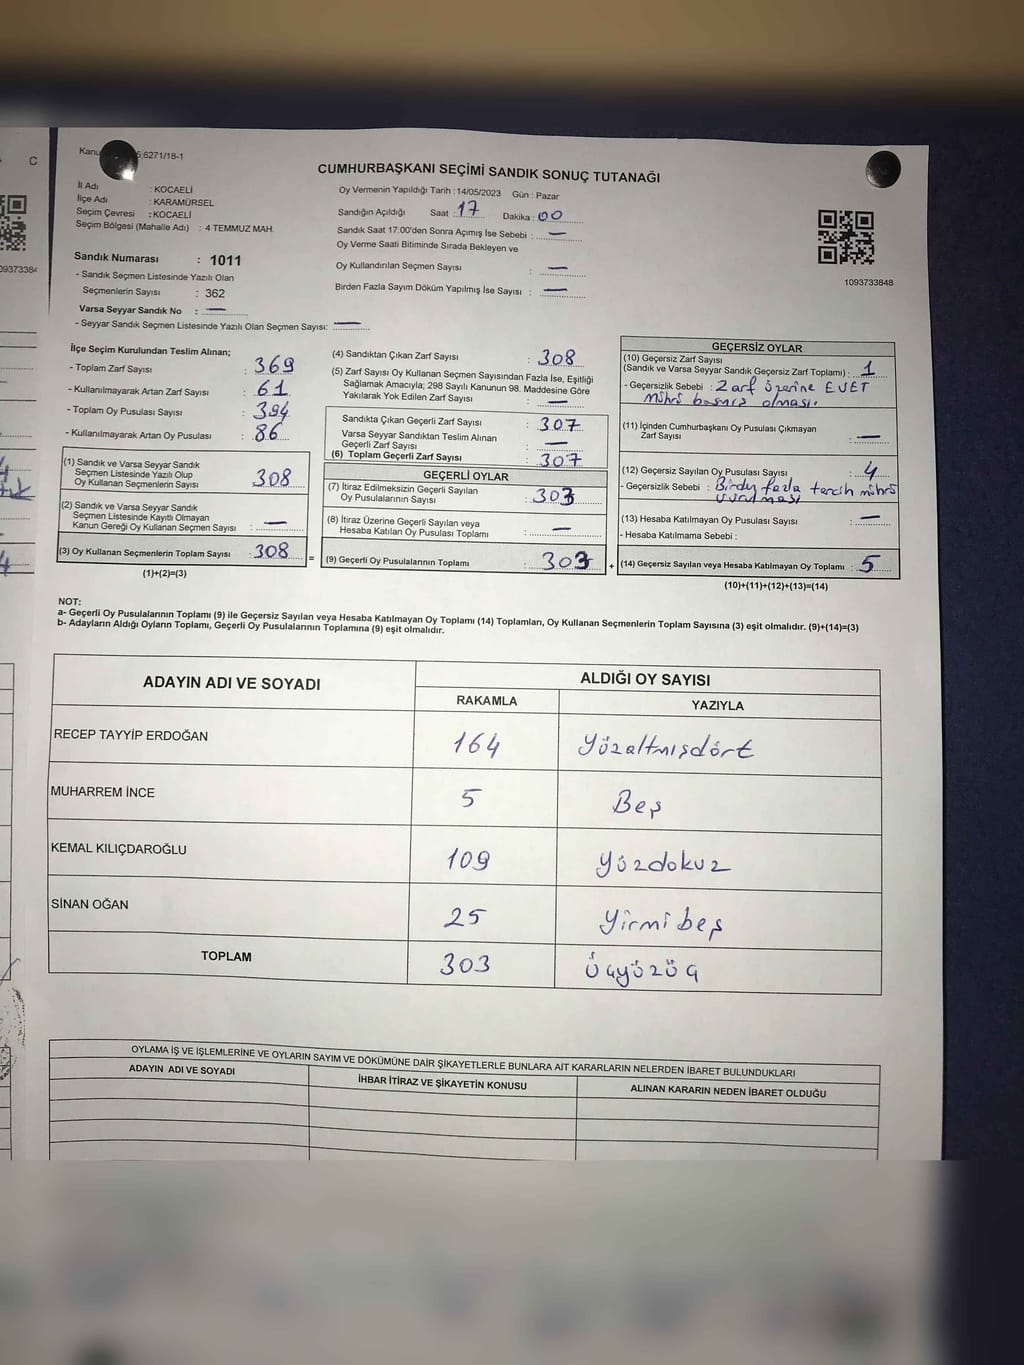 C
Kanu 6;6271/18-1
CUMHURBAŞKANI SEÇİMİ SANDIK SONUÇ TUTANAĞI
İl Adı : KOCAELİ
İlçe Adı : KARAMÜRSEL
Seçim Çevresi : KOCAELİ
Seçim Bölgesi (Mahalle Adı) : 4 TEMMUZ MAH.
Sandık Numarası : 1011
- Sandık Seçmen Listesinde Yazılı Olan
Seçmenlerin Sayısı : 362
Varsa Seyyar Sandık No : —
- Seyyar Sandık Seçmen Listesinde Yazılı Olan Seçmen Sayısı: —
Oy Vermenin Yapıldığı Tarih : 14/05/2023 Gün : Pazar
Sandığın Açıldığı Saat : 17 Dakika : 00
Sandık Saat 17:00'den Sonra Açımış İse Sebebi : —
Oy Verme Saati Bitiminde Sırada Bekleyen ve
Oy Kullandırılan Seçmen Sayısı : —
Birden Fazla Sayım Döküm Yapılmış İse Sayısı : —
1093733848
09373384
İlçe Seçim Kurulundan Teslim Alınan;
- Toplam Zarf Sayısı : 369
- Kullanılmayarak Artan Zarf Sayısı : 61
- Toplam Oy Pusulası Sayısı : 394
- Kullanılmayarak Artan Oy Pusulası : 86
(1) Sandık ve Varsa Seyyar Sandık
Seçmen Listesinde Yazılı Olup
Oy Kullanan Seçmenlerin Sayısı 308
(2) Sandık ve Varsa Seyyar Sandık
Seçmen Listesinde Kayıtlı Olmayan
Kanun Gereği Oy Kullanan Seçmen Sayısı : —
(3) Oy Kullanan Seçmenlerin Toplam Sayısı : 308 =
(1)+(2)=(3)
(4) Sandıktan Çıkan Zarf Sayısı : 308
(5) Zarf Sayısı Oy Kullanan Seçmen Sayısından Fazla İse, Eşitliği
Sağlamak Amacıyla; 298 Sayılı Kanunun 98. Maddesine Göre
Yakılarak Yok Edilen Zarf Sayısı : —
Sandıkta Çıkan Geçerli Zarf Sayısı : 307
Varsa Seyyar Sandıktan Teslim Alınan
Geçerli Zarf Sayısı : —
(6) Toplam Geçerli Zarf Sayısı : 307
GEÇERLİ OYLAR
(7) İtiraz Edilmeksizin Geçerli Sayılan
Oy Pusulalarının Sayısı : 303
(8) İtiraz Üzerine Geçerli Sayılan veya
Hesaba Katılan Oy Pusulası Toplamı : —
(9) Geçerli Oy Pusulalarının Toplamı : 303 +
GEÇERSİZ OYLAR
(10) Geçersiz Zarf Sayısı
(Sandık ve Varsa Seyyar Sandık Geçersiz Zarf Toplamı) : 1
- Geçersizlik Sebebi : Zarf üzerine EVET
mührü basmış olması.
(11) İçinden Cumhurbaşkanı Oy Pusulası Çıkmayan
Zarf Sayısı : —
(12) Geçersiz Sayılan Oy Pusulası Sayısı : 4
- Geçersizlik Sebebi : fazla tercih mührü
vurulması
(13) Hesaba Katılmayan Oy Pusulası Sayısı : —
- Hesaba Katılmama Sebebi :
(14) Geçersiz Sayılan veya Hesaba Katılmayan Oy Toplamı : 5
(10)+(11)+(12)+(13)=(14)
NOT:
a- Geçerli Oy Pusulalarının Toplamı (9) ile Geçersiz Sayılan veya Hesaba Katılmayan Oy Toplamı (14) Toplamları, Oy Kullanan Seçmenlerin Toplam Sayısına (3) eşit olmalıdır. (9)+(14)=(3)
b- Adayların Aldığı Oyların Toplamı, Geçerli Oy Pusulalarının Toplamına (9) eşit olmalıdır.
ADAYIN ADI VE SOYADI ALDIĞI OY SAYISI
RAKAMLA YAZIYLA
RECEP TAYYİP ERDOĞAN 164 Yüzaltmışdört
MUHARREM İNCE 5 Beş
KEMAL KILIÇDAROĞLU 109 Yüzdokuz
SİNAN OĞAN 25 Yirmibeş
TOPLAM 303 Üçyüzüç
OYLAMA İŞ VE İŞLEMLERİNE VE OYLARIN SAYIM VE DÖKÜMÜNE DAİR ŞİKAYETLERLE BUNLARA AİT KARARLARIN NELERDEN İBARET BULUNDUKLARI
ADAYIN ADI VE SOYADI İHBAR İTİRAZ VE ŞİKAYETİN KONUSU ALINAN KARARIN NEDEN İBARET OLDUĞU